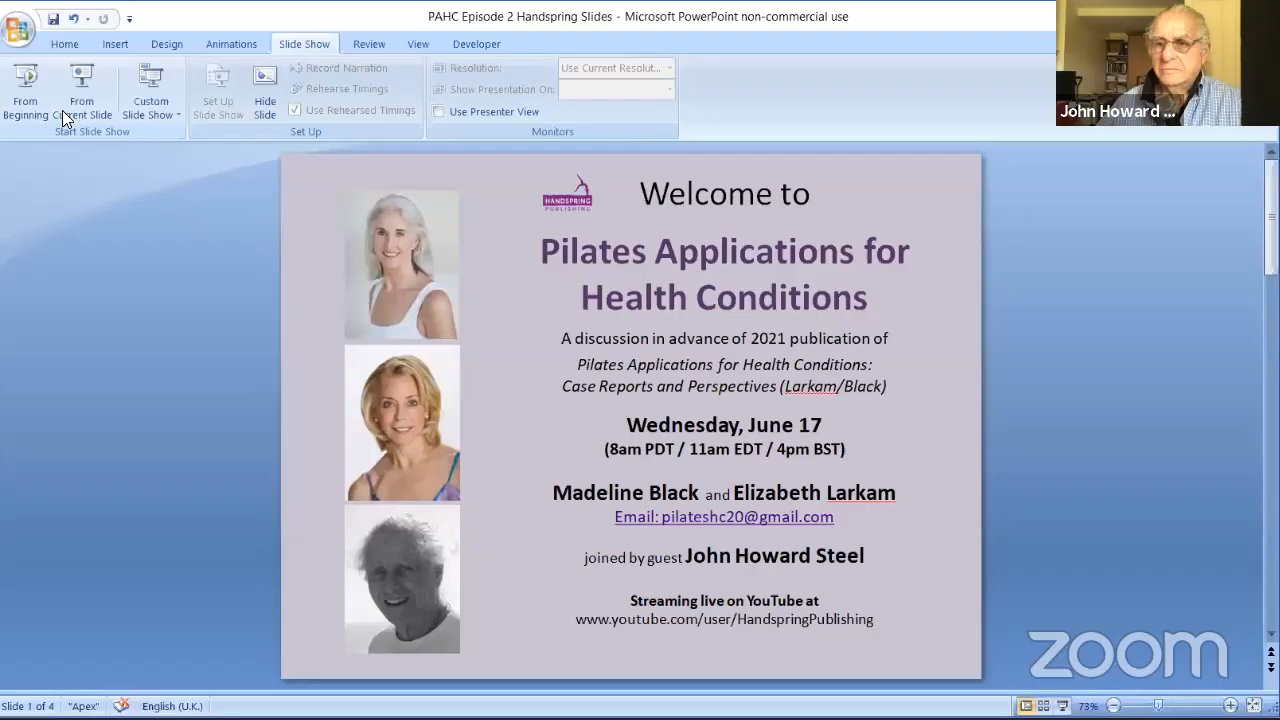 PAHC Episode 2 Handspring Slides - Microsoft PowerPoint non-commercial use
Home Insert Design Animations Slide Show Review View Developer
From Beginning
From Current Slide
Custom Slide Show
Start Slide Show
Set Up Slide Show
Hide Slide
Record Narration
Rehearse Timings
Use Rehearsed Timings
Set Up
Resolution: Use Current Resolut...
Show Presentation On:
Use Presenter View
Monitors
John Howard ...
HANDSPRING
PUBLISHING
Welcome to
Pilates Applications for
Health Conditions
A discussion in advance of 2021 publication of
Pilates Applications for Health Conditions:
Case Reports and Perspectives (Larkam/Black)
Wednesday, June 17
(8am PDT / 11am EDT / 4pm BST)
Madeline Black and Elizabeth Larkam
Email: pilateshc20@gmail.com
joined by guest John Howard Steel
Streaming live on YouTube at
www.youtube.com/user/HandspringPublishing
zoom
Slide 1 of 4 "Apex" English (U.K.) 73%